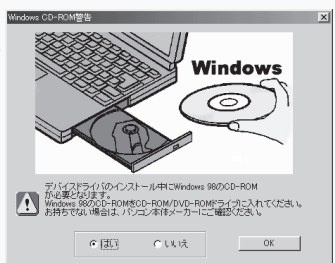 Windows CD-ROM警告
Windows
デバイスドライバのインストール中にWindows 98のCD-ROM
が必要となります。
Windows 98のCD-ROMをCD-ROM/DVD-ROMドライブに入れてください。
お持ちでない場合は、パソコン本体メーカーにご確認ください。
はい
いいえ
OK